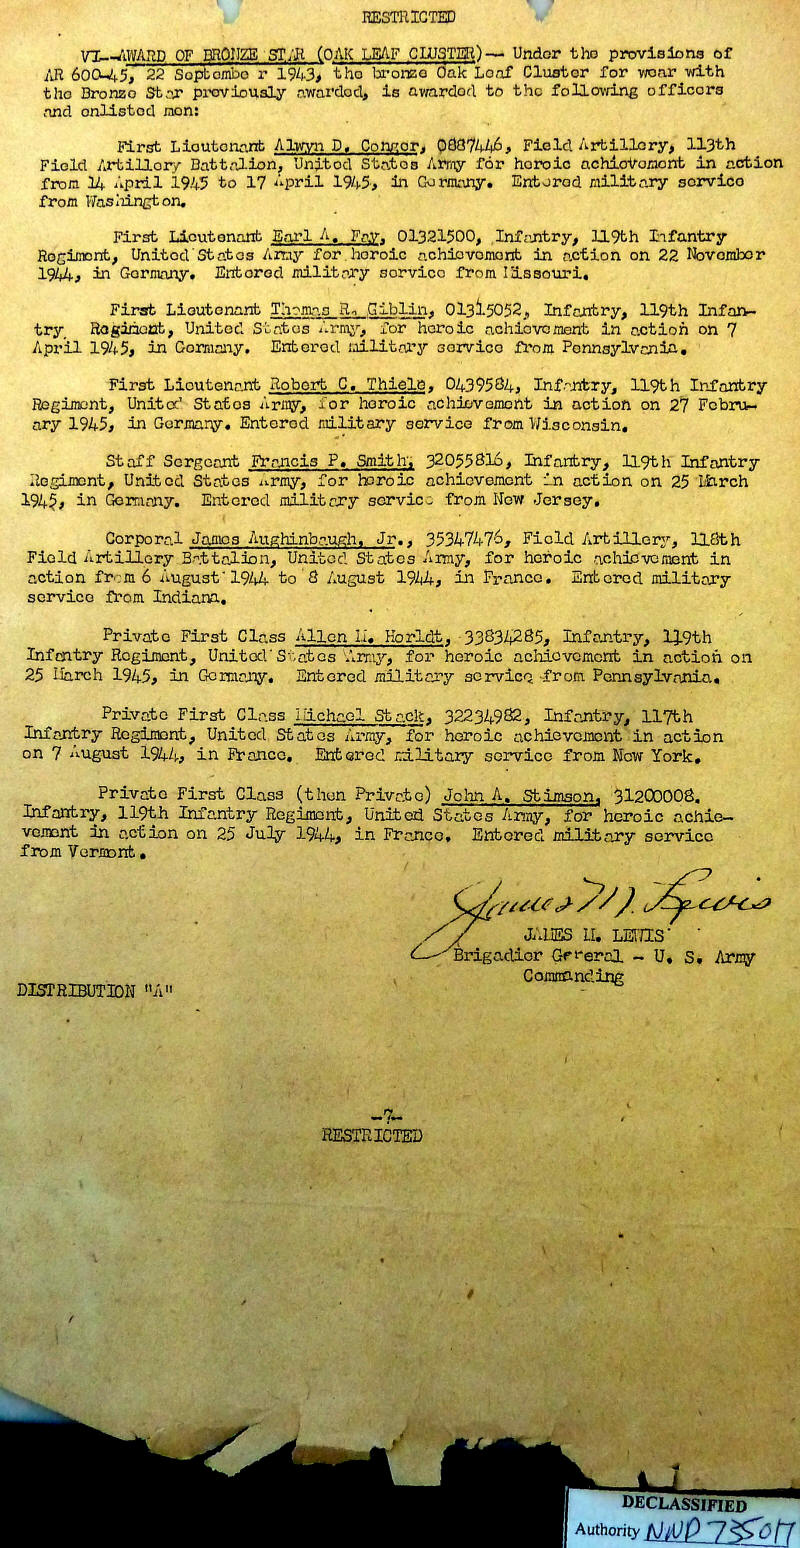 RESTRICTED
VI--AWARD OF BRONZE STAR (OAK LEAF CLUSTER)-- Under the provisions of
AR 600-45, 22 Septembe r 1943, the bronze Oak Leaf Cluster for wear with
the Bronze Star previously awarded, is awarded to the following officers
and enlisted men:
First Lieutenant Alwyn D. Conger, 0887446, Field Artillery, 113th
Field Artillery Battalion, United States Army for heroic achievement in action
from 14 April 1945 to 17 April 1945, in Germany. Entered military service
from Washington.
First Lieutenant Earl A. Fay, 01321500, Infantry, 119th Infantry
Regiment, United States Army for heroic achievement in action on 22 November
1944, in Germany. Entered military service from Missouri.
First Lieutenant Thomas R. Giblin, 01315052, Infantry, 119th Infan-
try Regiment, United States Army, for heroic achievement in action on 7
April 1945, in Germany. Entered military service from Pennsylvania.
First Lieutenant Robert C. Thiele, 0439584, Infantry, 119th Infantry
Regiment, United States Army, for heroic achievement in action on 27 Febru-
ary 1945, in Germany. Entered military service from Wisconsin.
Staff Sergeant Francis P. Smith, 32055816, Infantry, 119th Infantry
Regiment, United States Army, for heroic achievement in action on 25 March
1945, in Germany. Entered military service from New Jersey.
Corporal James Aughinbaugh, Jr., 35347476, Field Artillery, 118th
Field Artillery Battalion, United States Army, for heroic achievement in
action from 6 August 1944 to 8 August 1944, in France. Entered military
service from Indiana.
Private First Class Allen M. Horldt, 33834285, Infantry, 119th
Infantry Regiment, United States Army, for heroic achievement in action on
25 March 1945, in Germany. Entered military service from Pennsylvania.
Private First Class Michael Stack, 32234982, Infantry, 117th
Infantry Regiment, United States Army, for heroic achievement in action
on 7 August 1944, in France. Entered military service from New York.
Private First Class (then Private) John A. Stimson, 31200008.
Infantry, 119th Infantry Regiment, United States Army, for heroic achie-
vement in action on 25 July 1944, in France. Entered military service
from Vermont.
James M. Lewis
JAMES M. LEWIS
Brigadier General - U. S. Army
Commanding
DISTRIBUTION "A"
-7-
RESTRICTED
DECLASSIFIED
Authority NND 735017